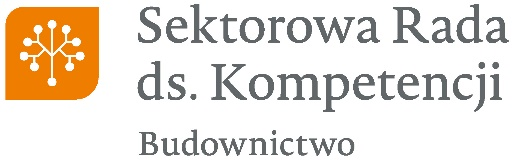 Sektorowa Rada
ds. Kompetencji
Budownictwo